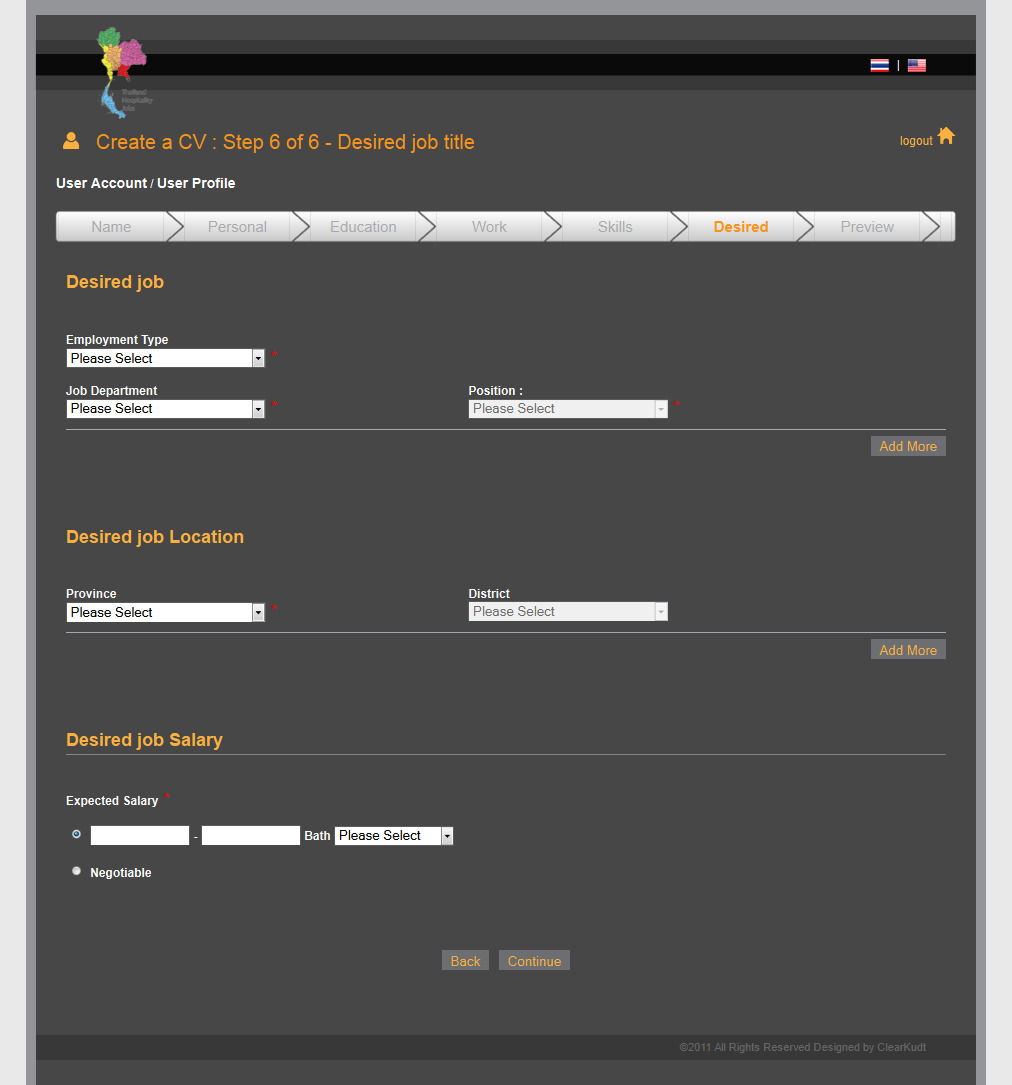 Thailand
Hospitality
Jobs
|
Create a CV : Step 6 of 6 - Desired job title
logout
User Account / User Profile
Name Personal Education Work Skills Desired Preview
Desired job
Employment Type
Please Select *
Job Department Position :
Please Select * Please Select *
Add More
Desired job Location
Province District
Please Select * Please Select
Add More
Desired job Salary
Expected Salary *
- Bath Please Select
Negotiable
Back Continue
©2011 All Rights Reserved Designed by ClearKudt